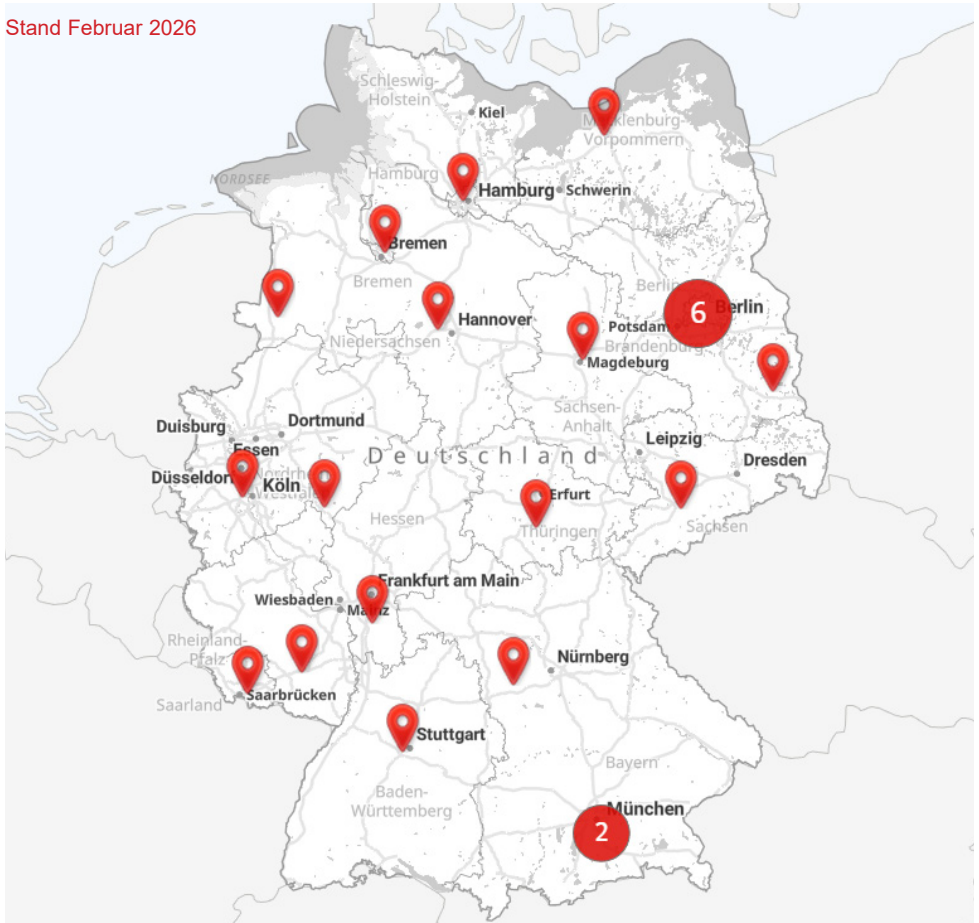 Stand Februar 2026
Schleswig-
Holstein
Kiel
Mecklenburg-
Vorpommern
NORDSEE
Hamburg
Hamburg
Schwerin
Bremen
Bremen
Berlin
6
Berlin
Potsdam
Brandenburg
Hannover
Niedersachsen
Magdeburg
Sachsen-
Anhalt
Duisburg
Dortmund
Essen
Leipzig
Deutschland
Dresden
Düsseldorf
Nordrhein-
Westfalen
Köln
Erfurt
Thüringen
Hessen
Sachsen
Frankfurt am Main
Wiesbaden
Mainz
Rheinland-
Pfalz
Nürnberg
Saarbrücken
Saarland
Stuttgart
Bayern
Baden-
Württemberg
München
2